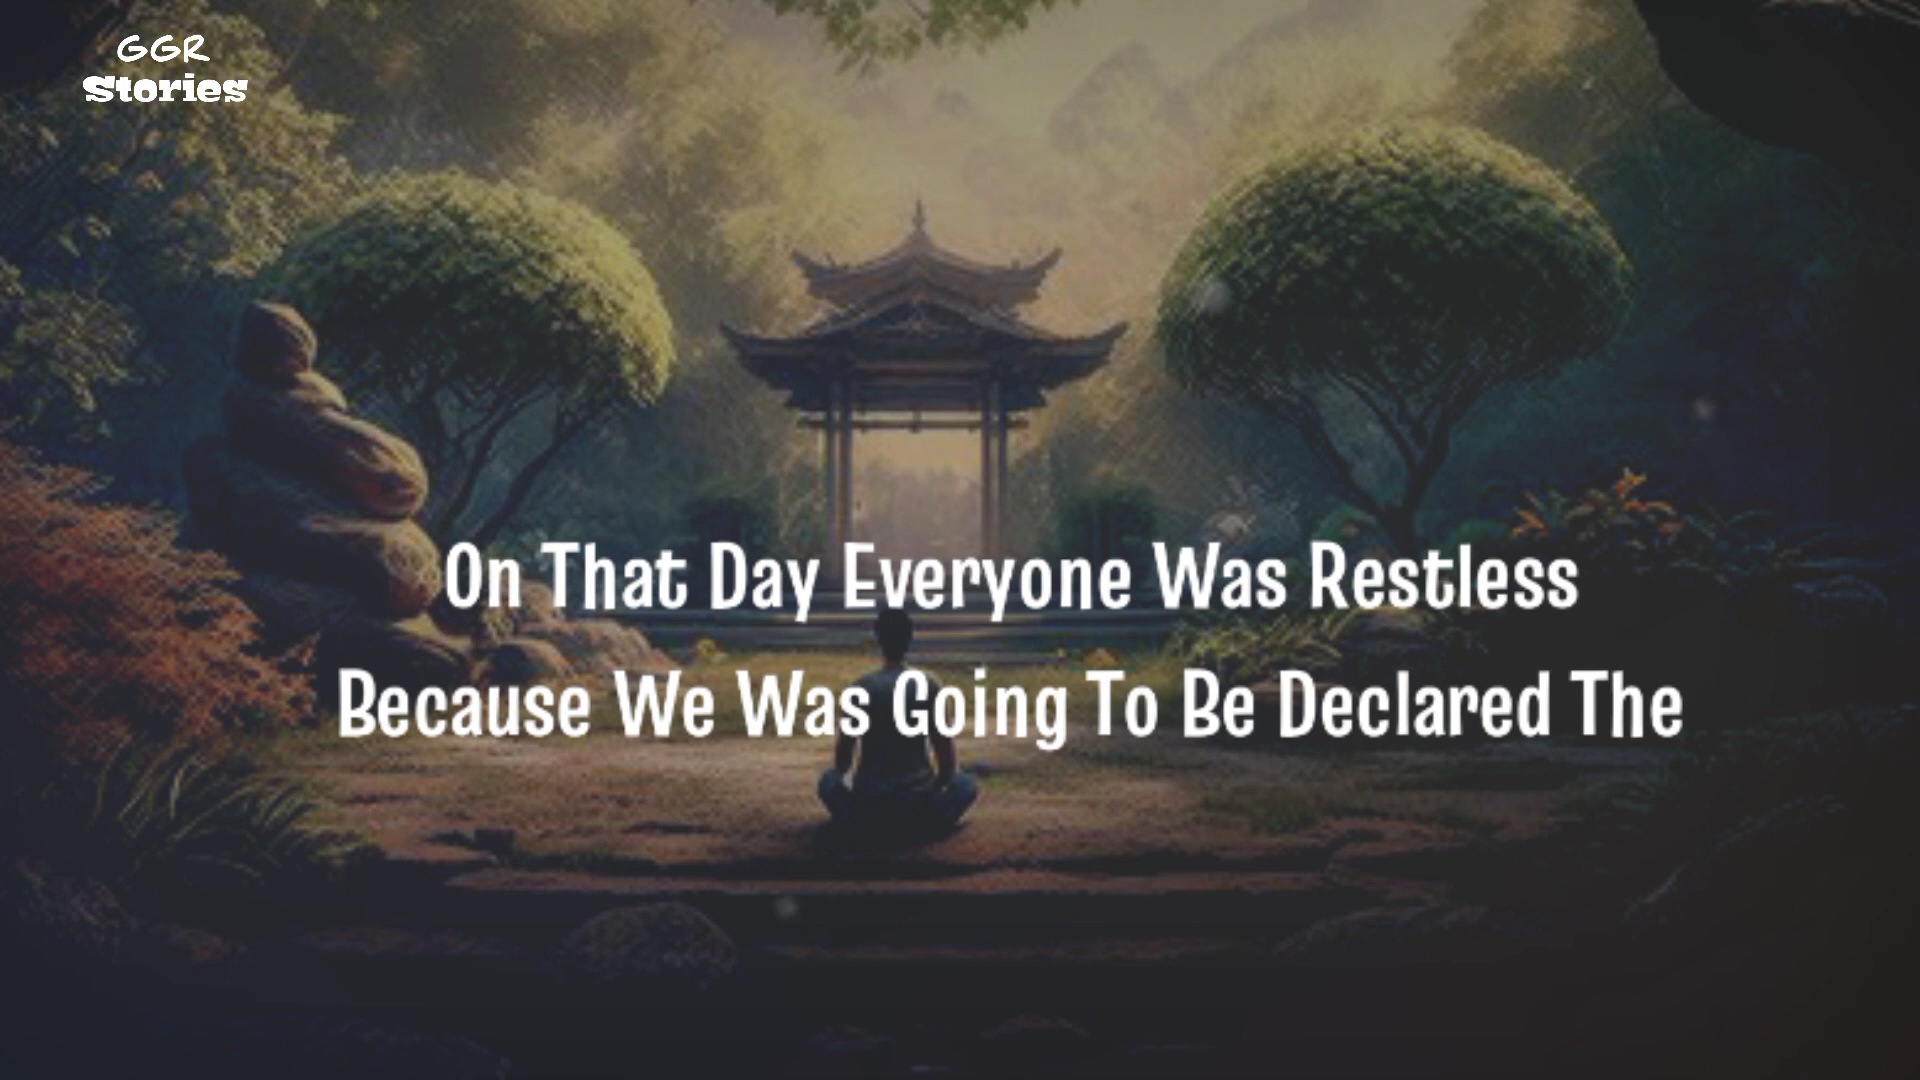 GGR
Stories
On That Day Everyone Was Restless
Because We Was Going To Be Declared The